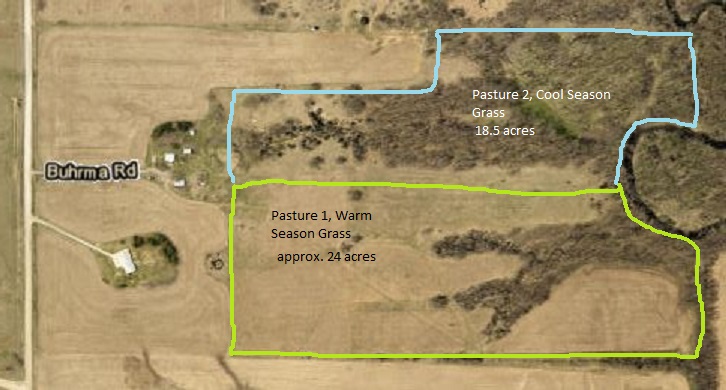 Pasture 2, Cool Season
Grass
18.5 acres
Buhrma Rd
Pasture 1, Warm
Season Grass
approx. 24 acres